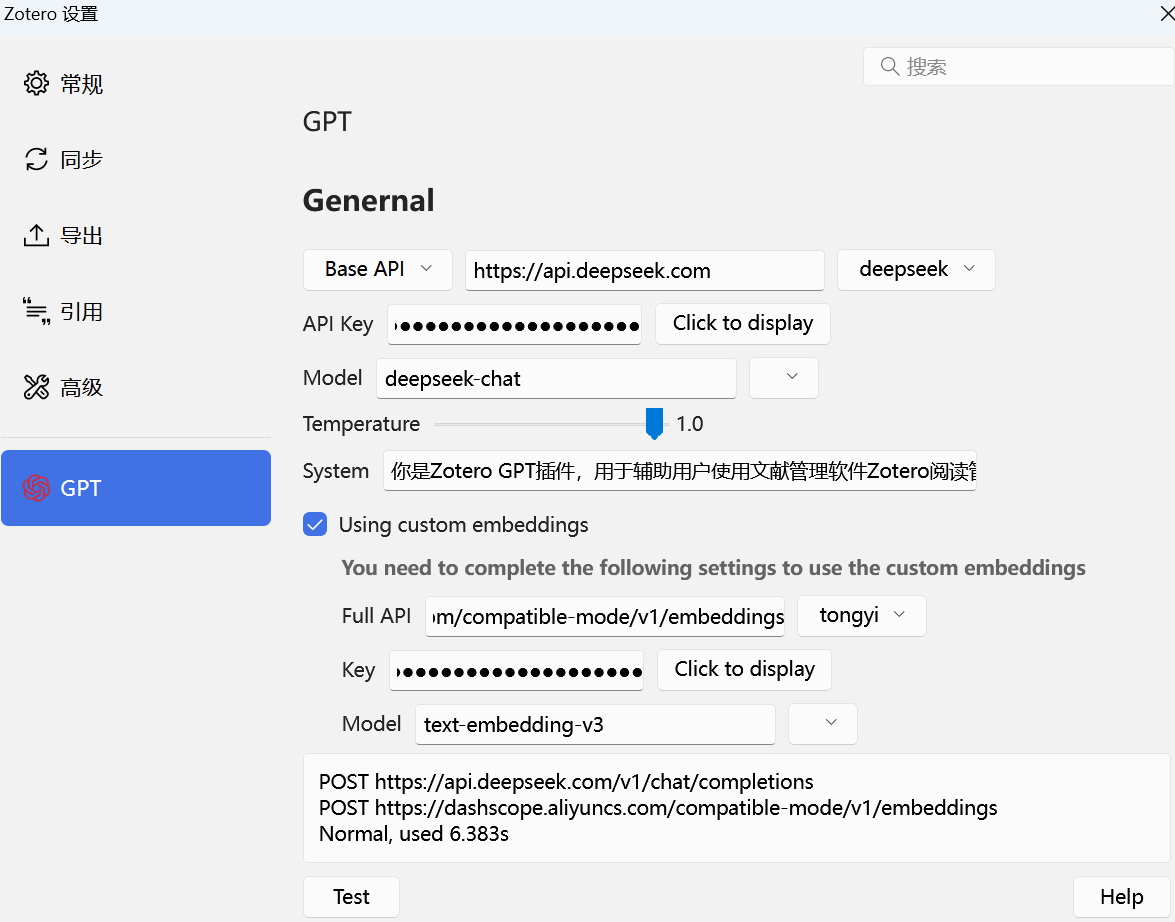 Zotero 设置
常规
同步
导出
引用
高级
GPT
搜索
GPT
Genernal
Base API https://api.deepseek.com deepseek
API Key Click to display
Model deepseek-chat
Temperature 1.0
System 你是Zotero GPT插件，用于辅助用户使用文献管理软件Zotero阅读
Using custom embeddings
You need to complete the following settings to use the custom embeddings
Full API m/compatible-mode/v1/embeddings tongyi
Key Click to display
Model text-embedding-v3
POST https://api.deepseek.com/v1/chat/completions
POST https://dashscope.aliyuncs.com/compatible-mode/v1/embeddings
Normal, used 6.383s
Test Help